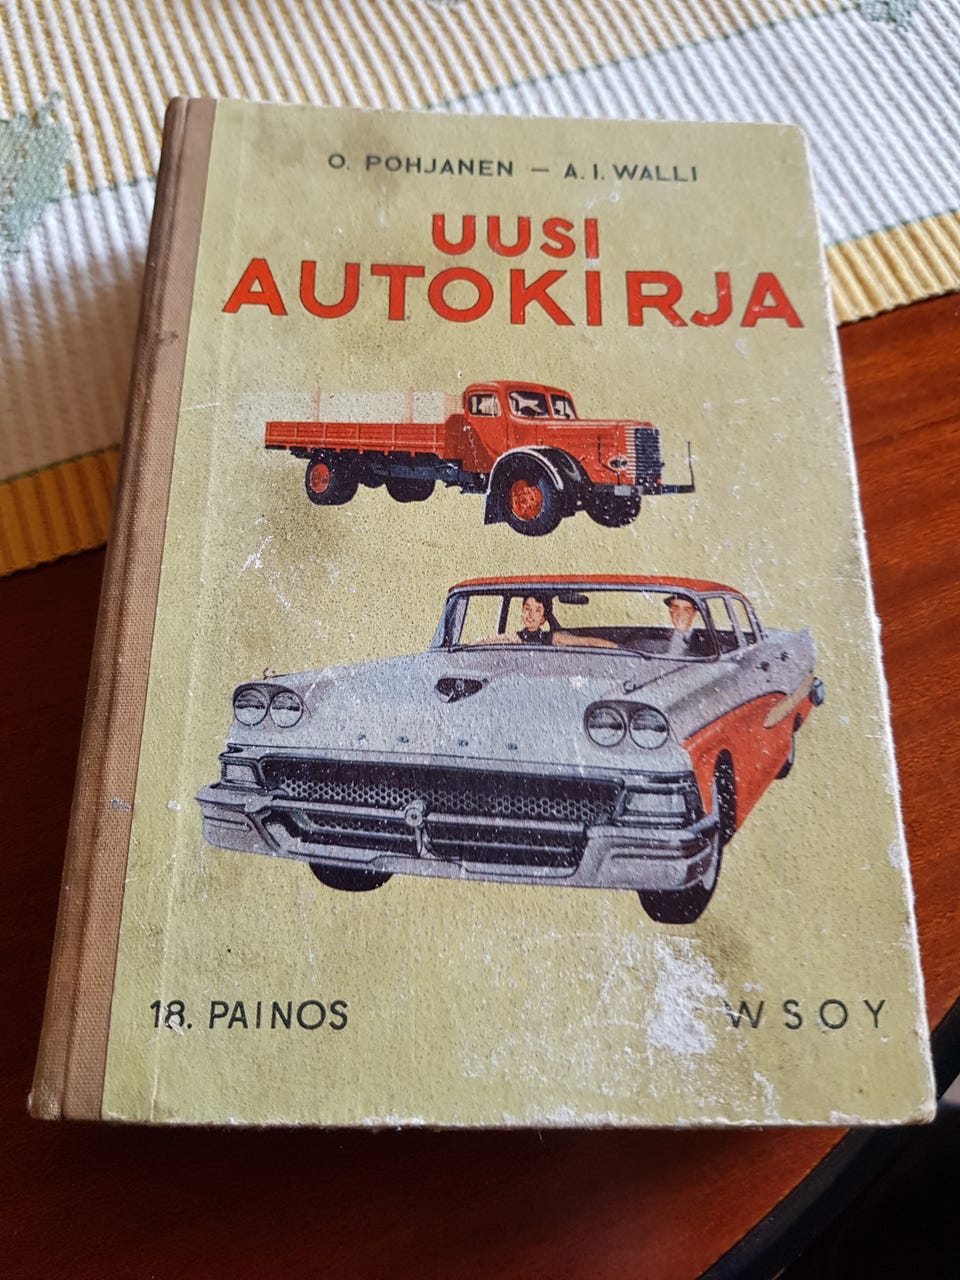 O. POHJANEN – A. I. WALLI
UUSI
AUTOKIRJA
18. PAINOS
WSOY